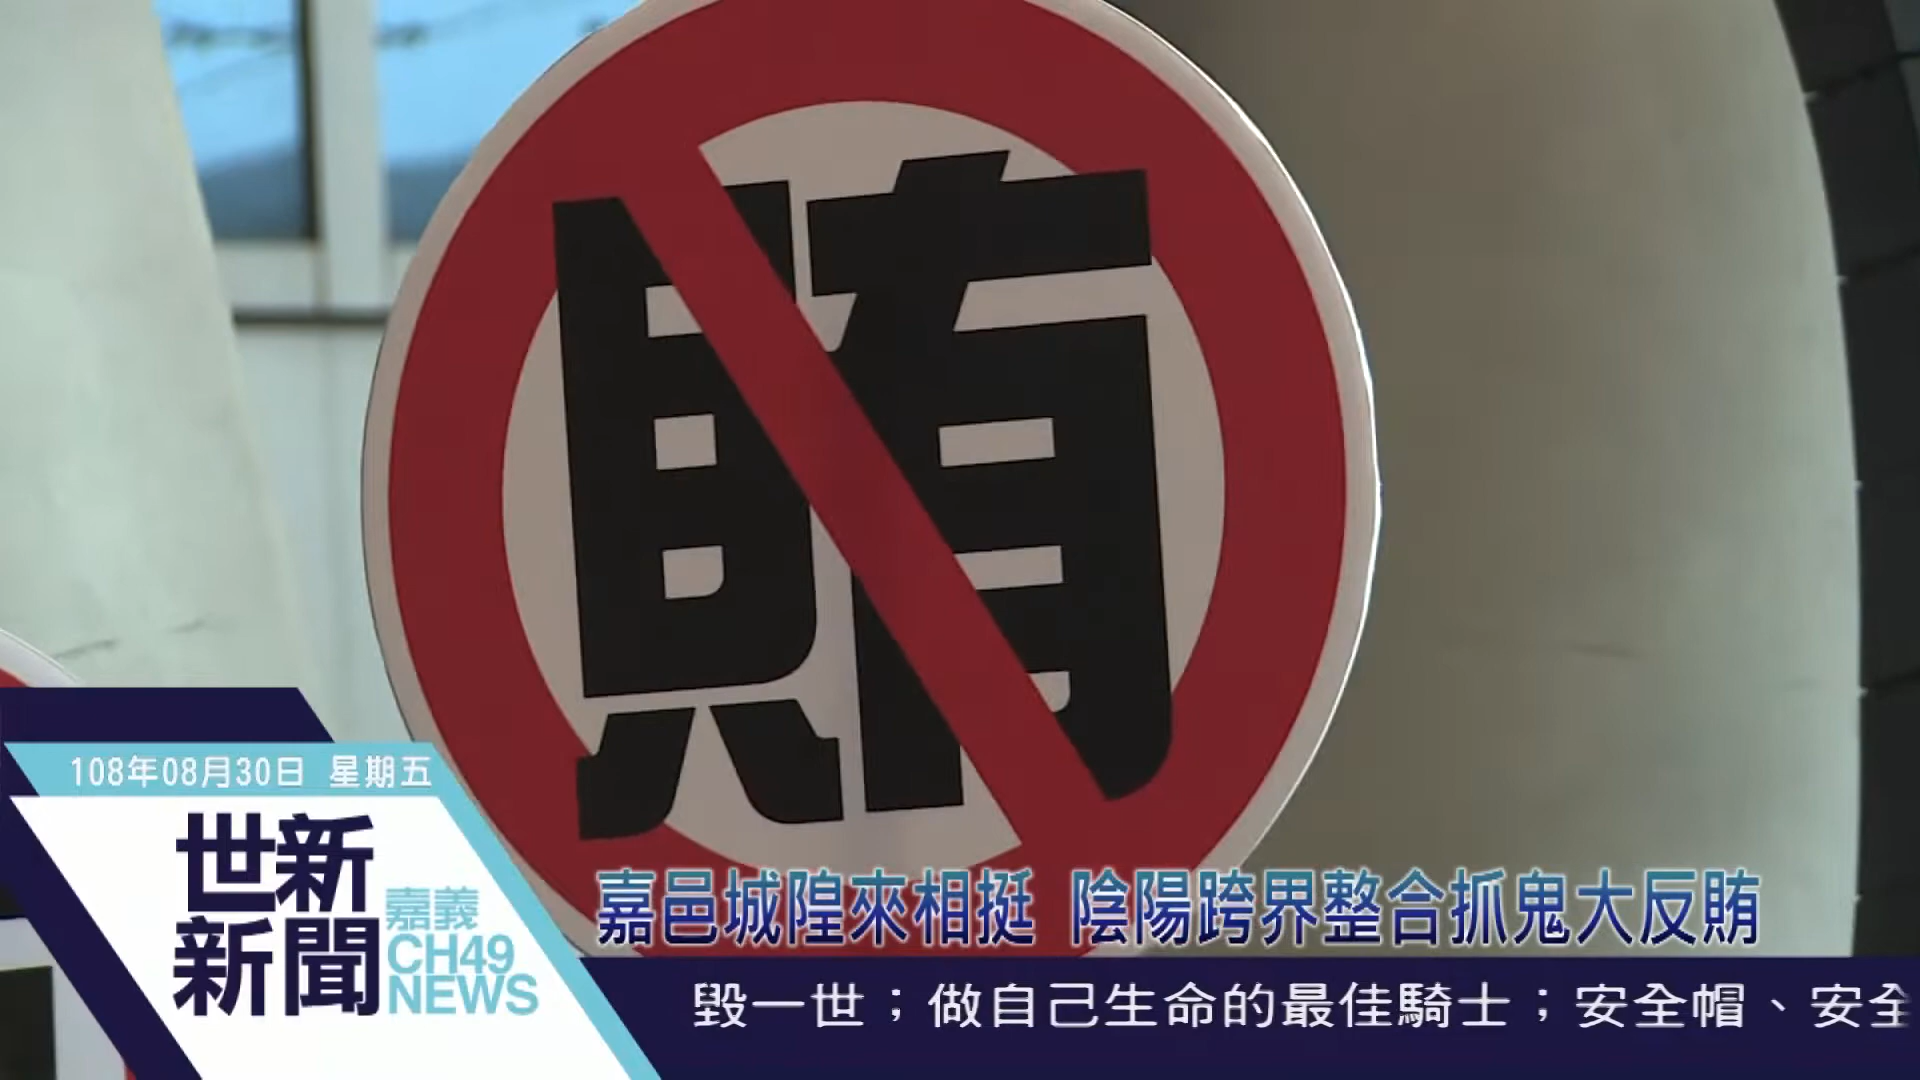 賄
108年08月30日 星期五
世新
新聞
嘉義
CH49
NEWS
嘉邑城隍來相挺 陰陽跨界整合抓鬼大反賄
毀一世；做自己生命的最佳騎士；安全帽、安全